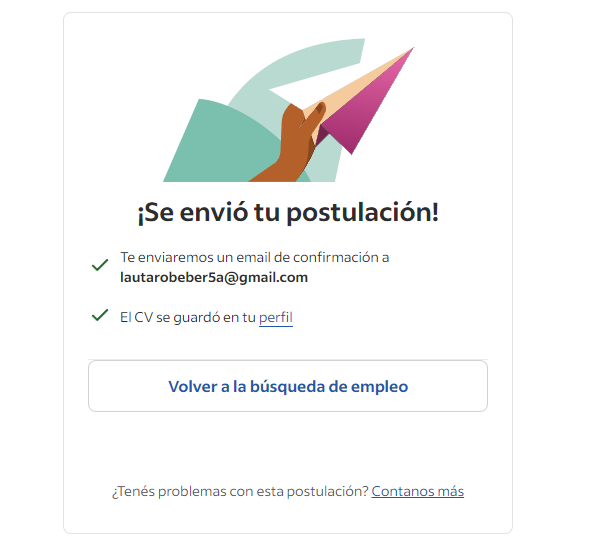 ¡Se envió tu postulación!
Te enviaremos un email de confirmación a
lautarobeber5a@gmail.com
El CV se guardó en tu perfil
Volver a la búsqueda de empleo
¿Tenés problemas con esta postulación? Contanos más